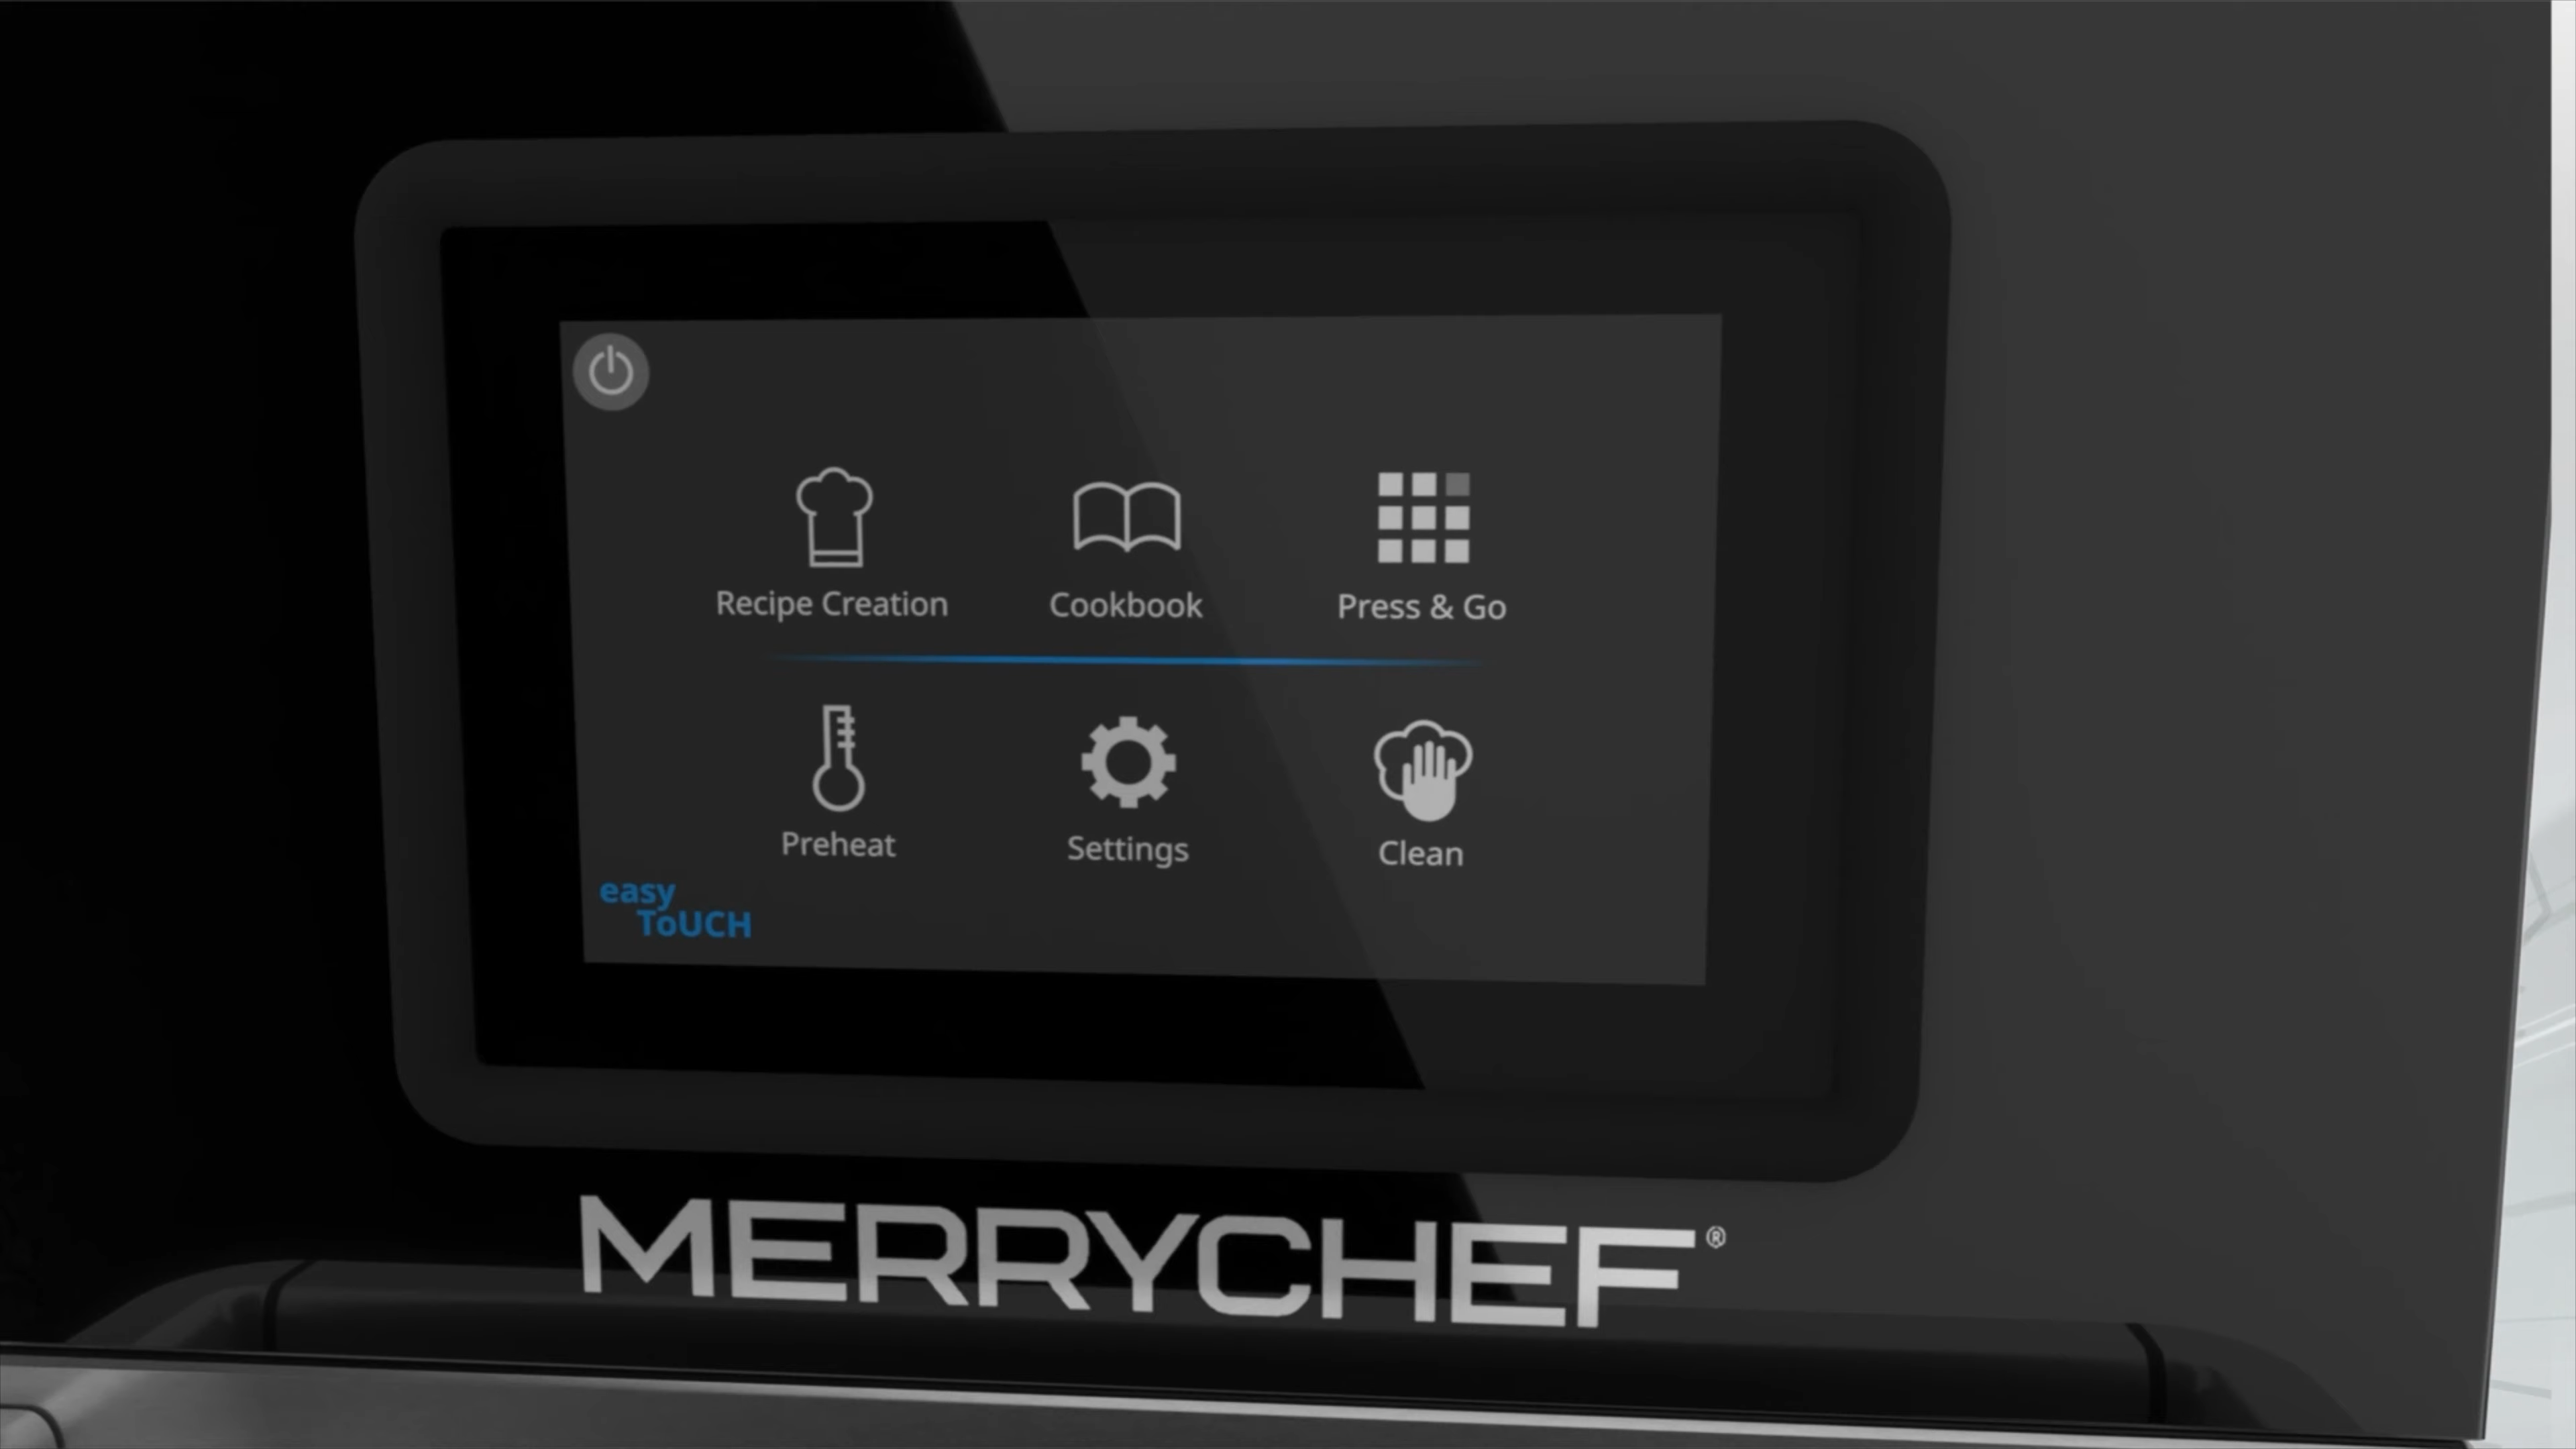 Recipe Creation
Cookbook
Press & Go
Preheat
Settings
Clean
easy
ToUCH
MERRYCHEF®